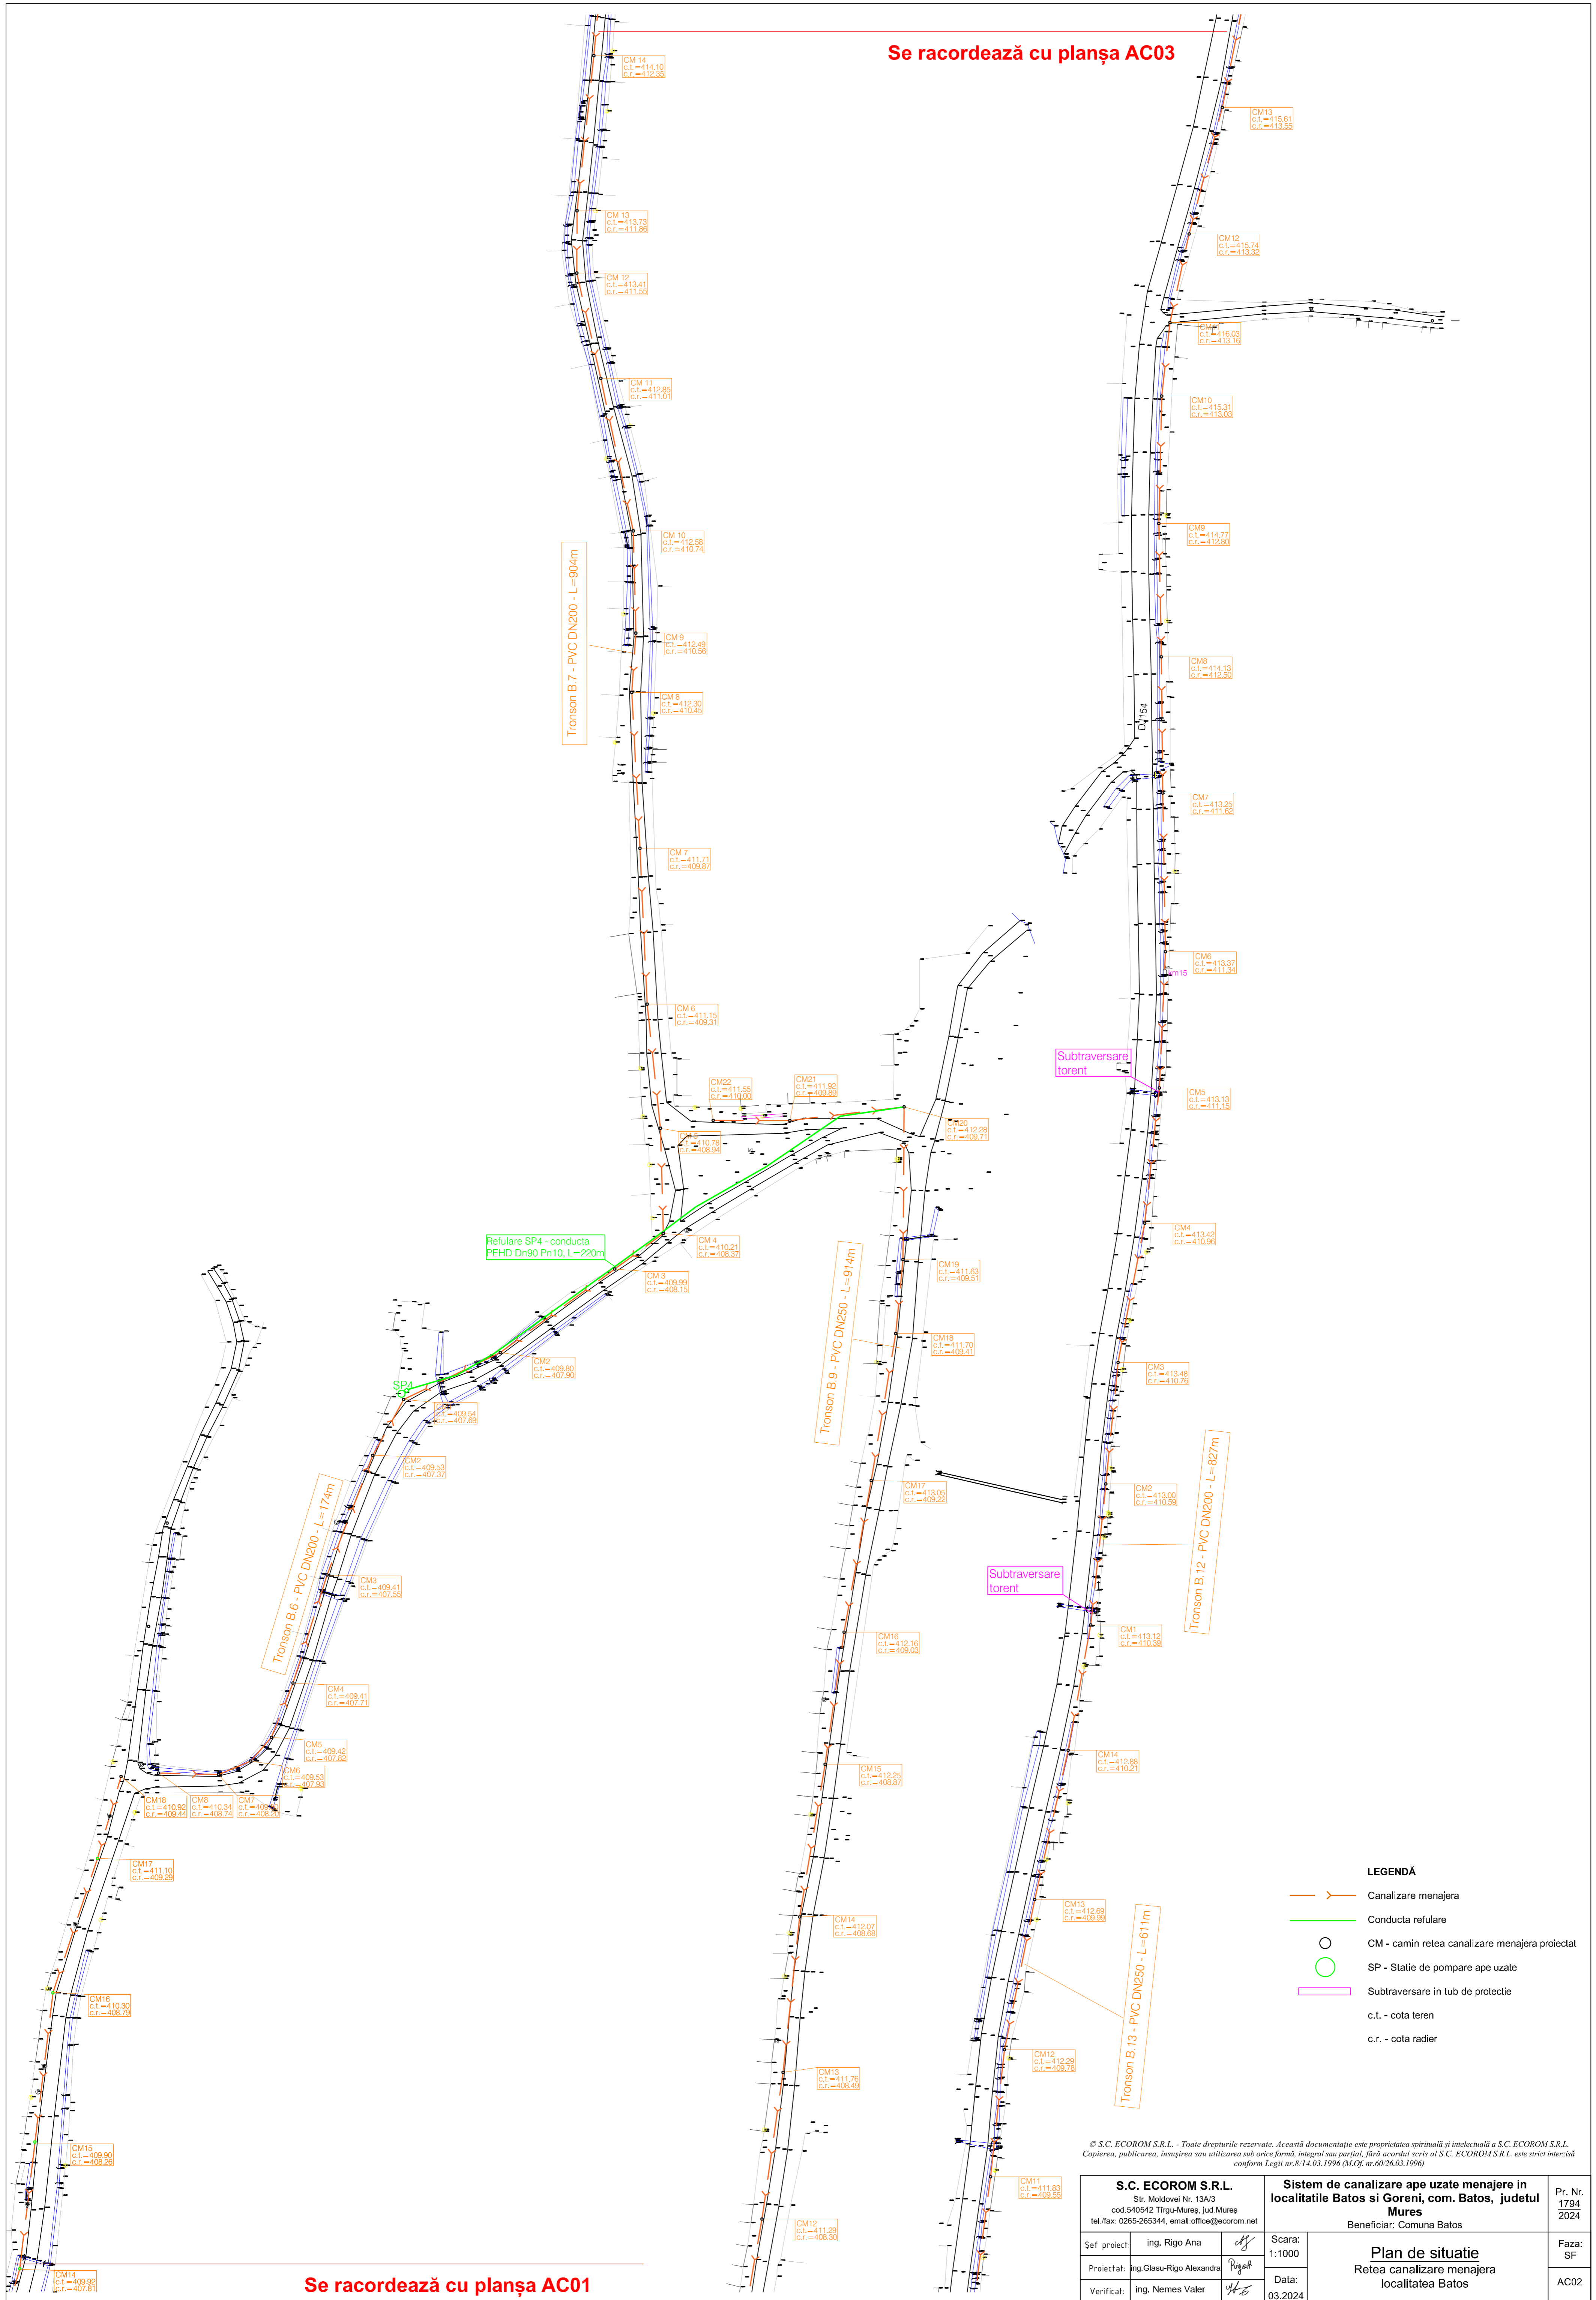 Se racordează cu planșa AC03
CM 14
c.t.=414.10
c.r.=412.35
CM13
c.t.=415.61
c.r.=413.55
CM 13
c.t.=413.73
c.r.=411.86
CM12
c.t.=415.74
c.r.=413.32
CM 12
c.t.=413.41
c.r.=411.55
c.t.=416.03
c.r.=413.16
CM 11
c.t.=412.85
c.r.=411.01
CM10
c.t.=415.31
c.r.=413.03
CM 10
c.t.=412.58
c.r.=410.74
CM9
c.t.=414.77
c.r.=412.80
Tronson B.7 - PVC DN200 - L=904m
CM 9
c.t.=412.49
c.r.=410.56
CM8
c.t.=414.13
c.r.=412.50
CM 8
c.t.=412.30
c.r.=410.45
DJ154
CM7
c.t.=413.25
c.r.=411.62
CM 7
c.t.=411.71
c.r.=409.87
CM6
c.t.=413.37
c.r.=411.34
km15
CM 6
c.t.=411.15
c.r.=409.31
Subtraversare
torent
CM5
c.t.=413.13
c.r.=411.15
CM22
c.t.=411.55
c.r.=410.00
CM21
c.t.=411.92
c.r.=409.89
CM20
c.t.=412.28
c.r.=409.71
c.t.=410.78
c.r.=408.94
CM4
c.t.=413.42
c.r.=410.96
Refulare SP4 - conducta
PEHD Dn90 Pn10, L=220m
CM 4
c.t.=410.21
c.r.=408.37
CM 3
c.t.=409.99
c.r.=408.15
CM19
c.t.=411.63
c.r.=409.51
Tronson B.9 - PVC DN250 - L=914m
CM18
c.t.=411.70
c.r.=409.41
CM2
c.t.=409.80
c.r.=407.90
CM3
c.t.=413.48
c.r.=410.76
SP4
c.t.=409.54
c.r.=407.69
CM2
c.t.=409.53
c.r.=407.37
CM17
c.t.=413.05
c.r.=409.22
CM2
c.t.=413.00
c.r.=410.59
Tronson B.12 - PVC DN200 - L=827m
Tronson B.6 - PVC DN200 - L=174m
Subtraversare
torent
CM3
c.t.=409.41
c.r.=407.55
CM1
c.t.=413.12
c.r.=410.39
CM16
c.t.=412.16
c.r.=409.03
CM4
c.t.=409.41
c.r.=407.71
CM5
c.t.=409.42
c.r.=407.82
CM14
c.t.=412.88
c.r.=410.21
CM6
c.t.=409.53
c.r.=407.93
CM15
c.t.=412.25
c.r.=408.87
CM18
c.t.=410.92
c.r.=409.44
CM8
c.t.=410.34
c.r.=408.74
CM7
CM17
c.t.=411.10
c.r.=409.29
CM13
c.t.=412.69
c.r.=409.99
CM14
c.t.=412.07
c.r.=408.68
CM16
c.t.=410.30
c.r.=408.79
Tronson B.13 - PVC DN250 - L=611m
CM12
c.t.=412.29
c.r.=409.78
CM13
c.t.=411.76
c.r.=408.49
CM15
c.t.=409.90
c.r.=408.26
CM11
c.t.=411.83
c.r.=409.55
CM12
c.t.=411.29
c.r.=408.30
CM14
c.t.=409.92
c.r.=407.81
Se racordează cu planșa AC01
LEGENDĂ
Canalizare menajera
Conducta refulare
CM - camin retea canalizare menajera proiectat
SP - Statie de pompare ape uzate
Subtraversare in tub de protectie
c.t. - cota teren
c.r. - cota radier
© S.C. ECOROM S.R.L. - Toate drepturile rezervate. Această documentație este proprietatea spirituală și intelectuală a S.C. ECOROM S.R.L.
Copierea, publicarea, însușirea sau utilizarea sub orice formă, integral sau parțial, fără acordul scris al S.C. ECOROM S.R.L. este strict interzisă
conform Legii nr.8/14.03.1996 (M.Of. nr.60/26.03.1996)
S.C. ECOROM S.R.L.
Str. Moldovei Nr. 13A/3
cod.540542 Tîrgu-Mureș, jud.Mureș
tel./fax: 0265-265344, email:office@ecorom.net
Sistem de canalizare ape uzate menajere in
localitatile Batos si Goreni, com. Batos, judetul
Mures
Beneficiar: Comuna Batos
Pr. Nr.
1794
2024
Șef proiect: ing. Rigo Ana
Proiectat: ing.Glasu-Rigo Alexandra
Verificat: ing. Nemes Valer
Scara:
1:1000
Data:
03.2024
Plan de situatie
Retea canalizare menajera
localitatea Batos
Faza:
SF
AC02